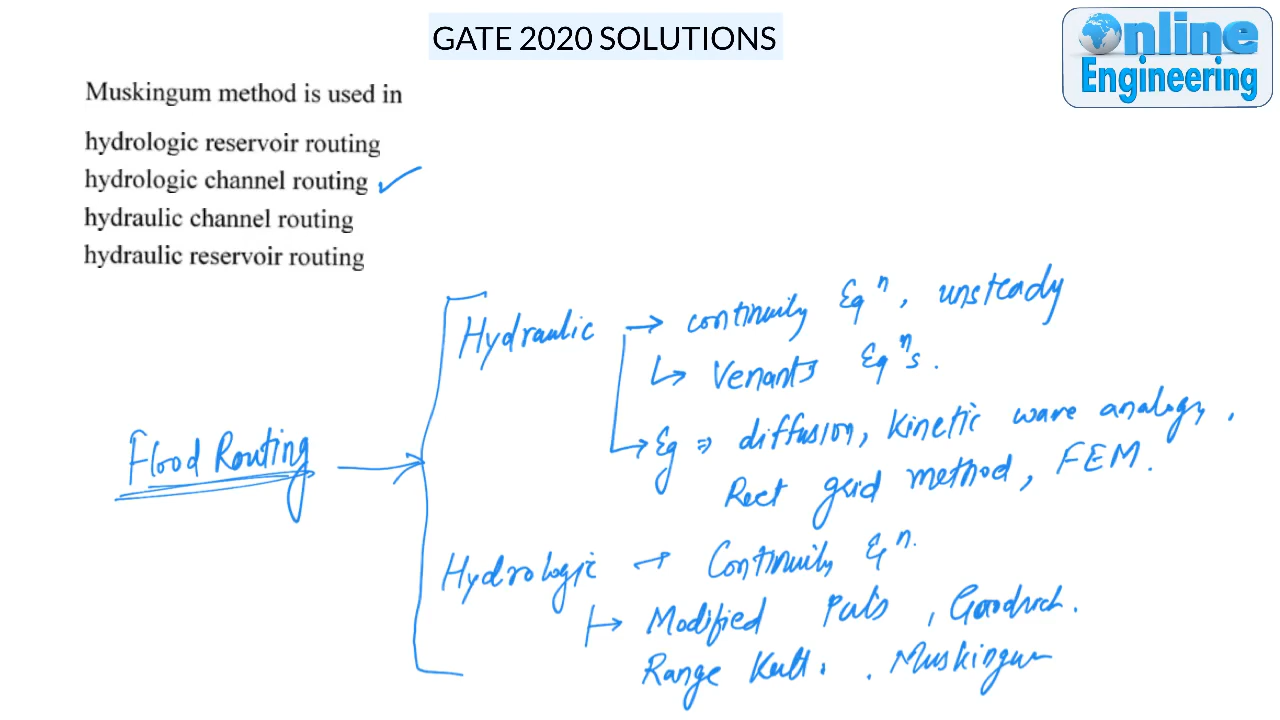 GATE 2020 SOLUTIONS
Online
Engineering
Muskingum method is used in
hydrologic reservoir routing
hydrologic channel routing
hydraulic channel routing
hydraulic reservoir routing
Hydraulic → continuity Eqⁿ, unsteady
↳ Venants Eqⁿs.
Flood Routing →
↳ Eg ⇒ diffusion, kinetic wave analogy,
Rect grid method, FEM.
Hydrologic → Continuity Eqⁿ.
↦ Modified Puls, Goodrich.
Range Kutt. . Muskingum